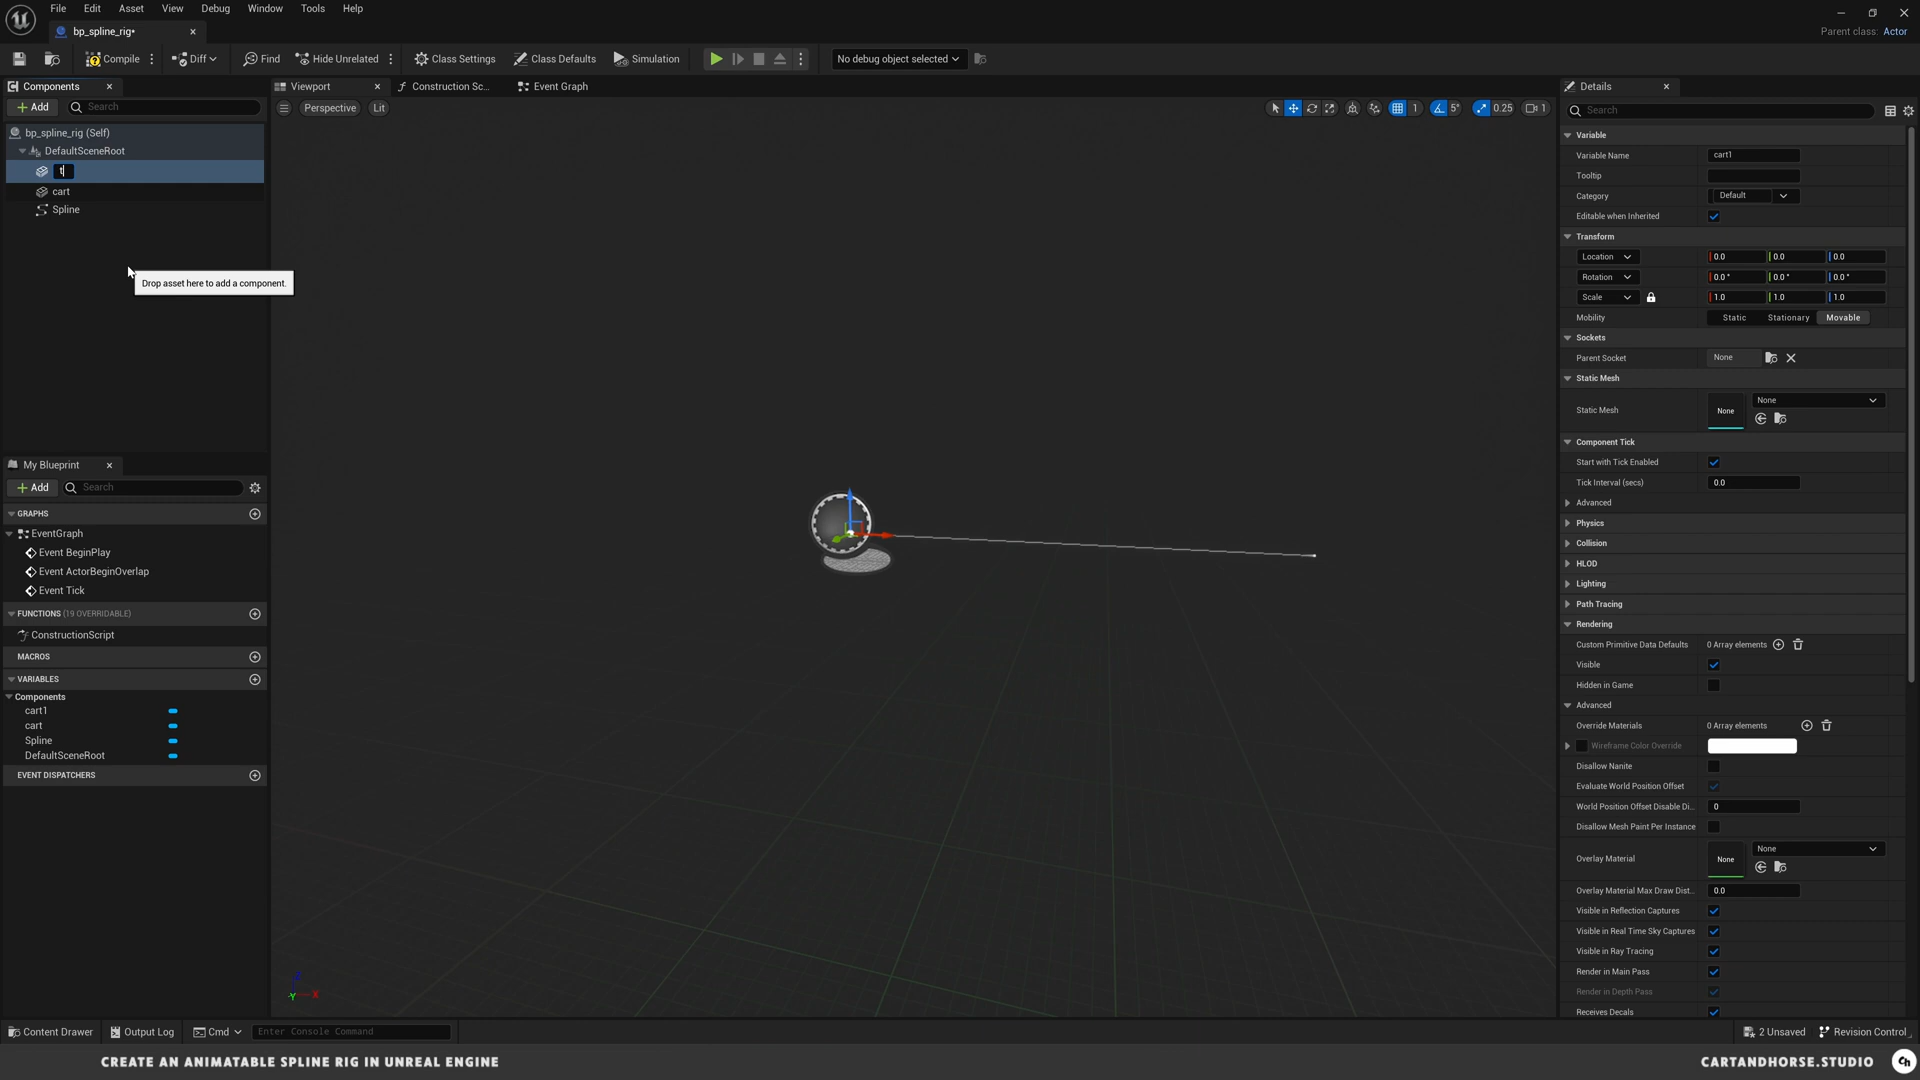 File Edit Asset View Debug Window Tools Help
bp_spline_rig*
Parent class: Actor
Compile Diff Find Hide Unrelated Class Settings Class Defaults Simulation No debug object selected
Components
Add Search
bp_spline_rig (Self)
DefaultSceneRoot
t
cart
Spline
Drop asset here to add a component.
My Blueprint
Add Search
GRAPHS
EventGraph
Event BeginPlay
Event ActorBeginOverlap
Event Tick
FUNCTIONS (19 OVERRIDABLE)
ConstructionScript
MACROS
VARIABLES
Components
cart1
cart
Spline
DefaultSceneRoot
EVENT DISPATCHERS
Viewport Construction Sc... Event Graph
Perspective Lit
1 5° 0.25 1
Z
Y X
Details
Search
Variable
Variable Name cart1
Tooltip
Category Default
Editable when Inherited
Transform
Location 0.0 0.0 0.0
Rotation 0.0 ° 0.0 ° 0.0 °
Scale 1.0 1.0 1.0
Mobility Static Stationary Movable
Sockets
Parent Socket None
Static Mesh
Static Mesh None None
Component Tick
Start with Tick Enabled
Tick Interval (secs) 0.0
Advanced
Physics
Collision
HLOD
Lighting
Path Tracing
Rendering
Custom Primitive Data Defaults 0 Array elements
Visible
Hidden in Game
Advanced
Override Materials 0 Array elements
Wireframe Color Override
Disallow Nanite
Evaluate World Position Offset
World Position Offset Disable Di... 0
Disallow Mesh Paint Per Instance
Overlay Material None None
Overlay Material Max Draw Dist... 0.0
Visible in Reflection Captures
Visible in Real Time Sky Captures
Visible in Ray Tracing
Render in Main Pass
Render in Depth Pass
Receives Decals
Content Drawer Output Log Cmd Enter Console Command 2 Unsaved Revision Control
CREATE AN ANIMATABLE SPLINE RIG IN UNREAL ENGINE
CARTANDHORSE.STUDIO